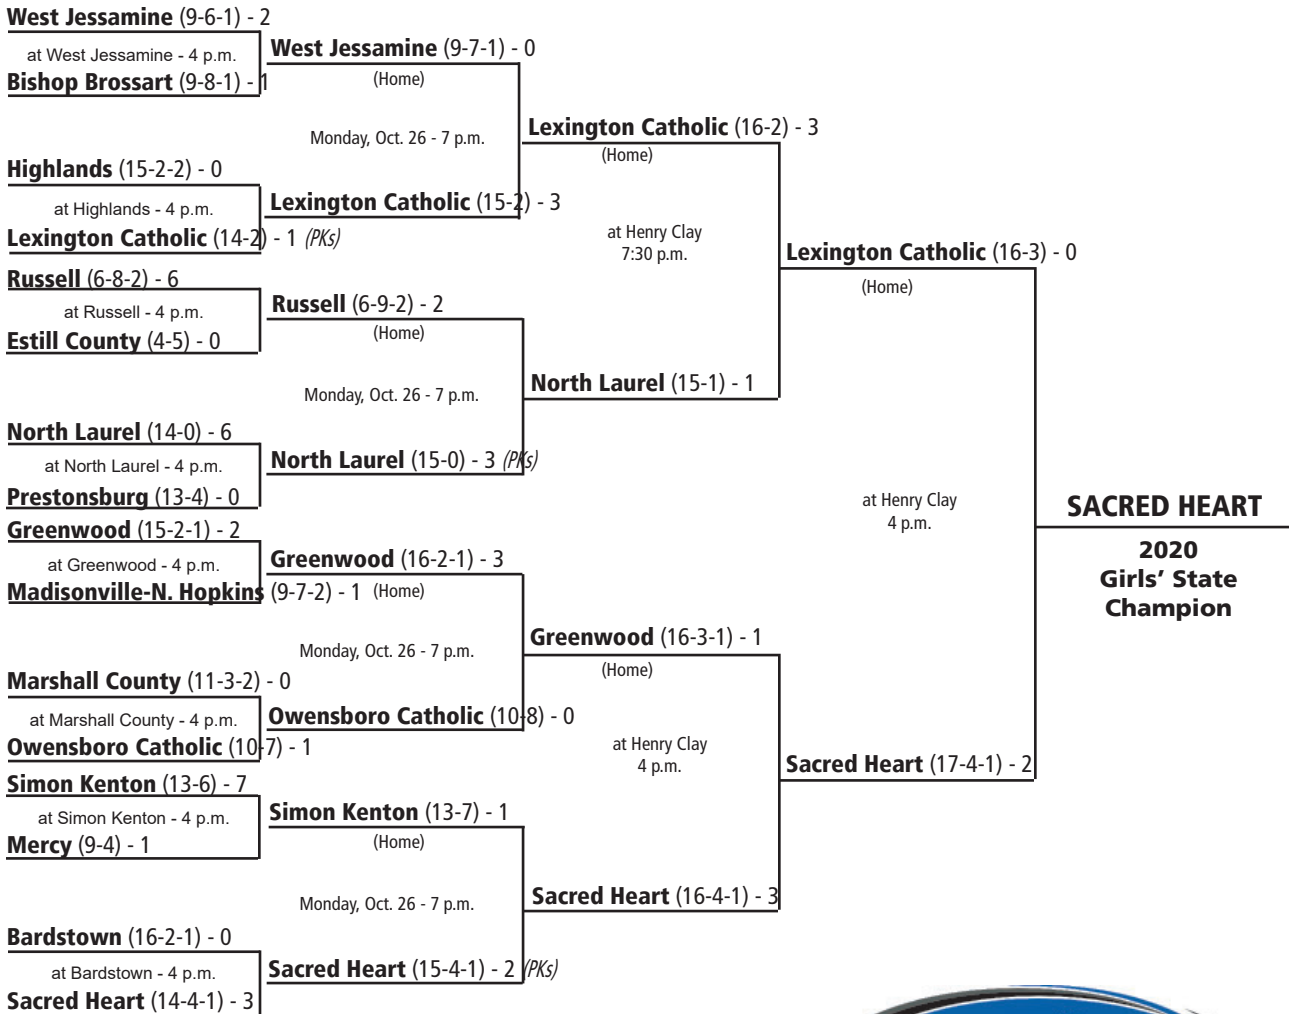 West Jessamine (9-6-1) - 2
at West Jessamine - 4 p.m.
Bishop Brossart (9-8-1) - 1
West Jessamine (9-7-1) - 0
(Home)
Monday, Oct. 26 - 7 p.m.
Highlands (15-2-2) - 0
at Highlands - 4 p.m.
Lexington Catholic (14-2) - 1 (PKs)
Lexington Catholic (15-2) - 3
Lexington Catholic (16-2) - 3
(Home)
at Henry Clay
7:30 p.m.
Russell (6-8-2) - 6
at Russell - 4 p.m.
Estill County (4-5) - 0
Russell (6-9-2) - 2
(Home)
Monday, Oct. 26 - 7 p.m.
North Laurel (14-0) - 6
at North Laurel - 4 p.m.
Prestonsburg (13-4) - 0
North Laurel (15-0) - 3 (PKs)
North Laurel (15-1) - 1
Lexington Catholic (16-3) - 0
(Home)
at Henry Clay
4 p.m.
Greenwood (15-2-1) - 2
at Greenwood - 4 p.m.
Madisonville-N. Hopkins (9-7-2) - 1
Greenwood (16-2-1) - 3
(Home)
Monday, Oct. 26 - 7 p.m.
Marshall County (11-3-2) - 0
at Marshall County - 4 p.m.
Owensboro Catholic (10-7) - 1
Owensboro Catholic (10-8) - 0
Greenwood (16-3-1) - 1
(Home)
at Henry Clay
4 p.m.
Simon Kenton (13-6) - 7
at Simon Kenton - 4 p.m.
Mercy (9-4) - 1
Simon Kenton (13-7) - 1
(Home)
Monday, Oct. 26 - 7 p.m.
Bardstown (16-2-1) - 0
at Bardstown - 4 p.m.
Sacred Heart (14-4-1) - 3
Sacred Heart (15-4-1) - 2 (PKs)
Sacred Heart (16-4-1) - 3
Sacred Heart (17-4-1) - 2
SACRED HEART
2020
Girls' State
Champion